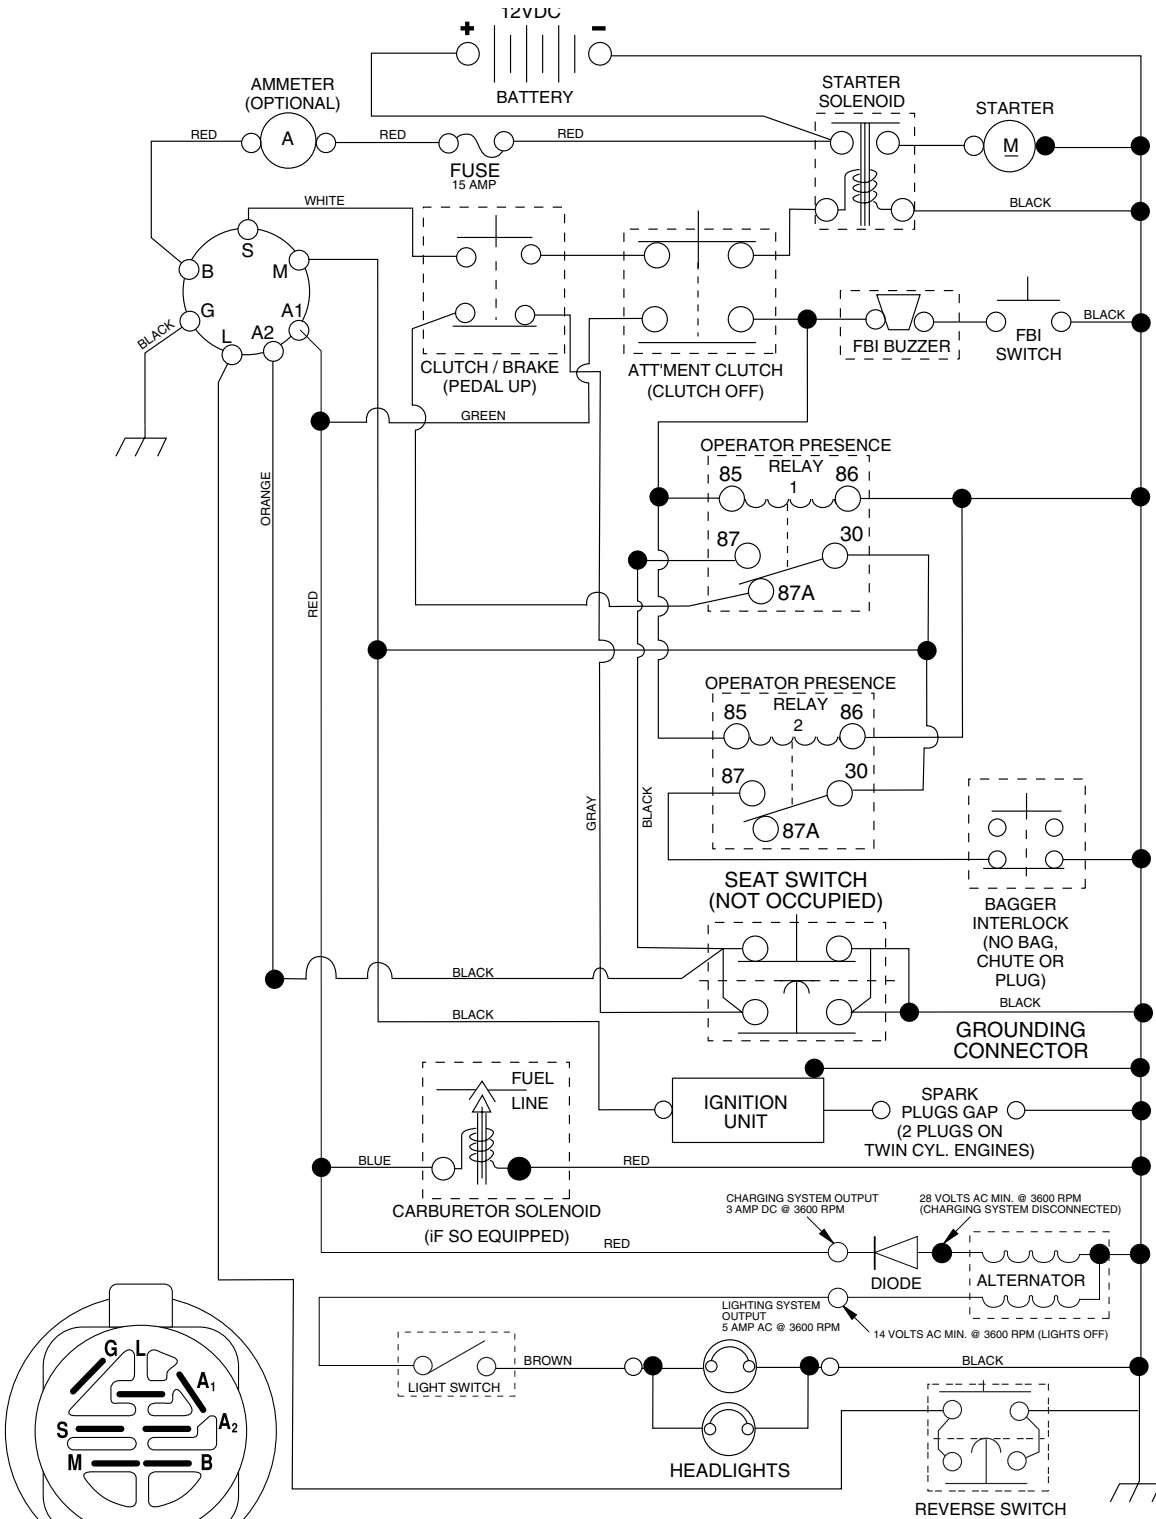 12VDC
+
−
BATTERY
AMMETER
(OPTIONAL)
A
RED
RED
RED
FUSE
15 AMP
STARTER
SOLENOID
STARTER
M
WHITE
BLACK
S
B
M
G
A1
L
A2
BLACK
CLUTCH / BRAKE
(PEDAL UP)
ATT'MENT CLUTCH
(CLUTCH OFF)
FBI BUZZER
FBI
SWITCH
BLACK
GREEN
ORANGE
RED
OPERATOR PRESENCE
RELAY
1
85
86
87
30
87A
OPERATOR PRESENCE
RELAY
2
85
86
87
30
87A
GRAY
BLACK
SEAT SWITCH
(NOT OCCUPIED)
BAGGER
INTERLOCK
(NO BAG,
CHUTE OR
PLUG)
BLACK
BLACK
BLACK
GROUNDING
CONNECTOR
FUEL
LINE
IGNITION
UNIT
SPARK
PLUGS GAP
(2 PLUGS ON
TWIN CYL. ENGINES)
BLUE
RED
CARBURETOR SOLENOID
(iF SO EQUIPPED)
CHARGING SYSTEM OUTPUT
3 AMP DC @ 3600 RPM
28 VOLTS AC MIN. @ 3600 RPM
(CHARGING SYSTEM DISCONNECTED)
RED
DIODE
ALTERNATOR
LIGHTING SYSTEM
OUTPUT
5 AMP AC @ 3600 RPM
14 VOLTS AC MIN. @ 3600 RPM (LIGHTS OFF)
LIGHT SWITCH
BROWN
BLACK
HEADLIGHTS
REVERSE SWITCH
G
L
A1
A2
S
M
B